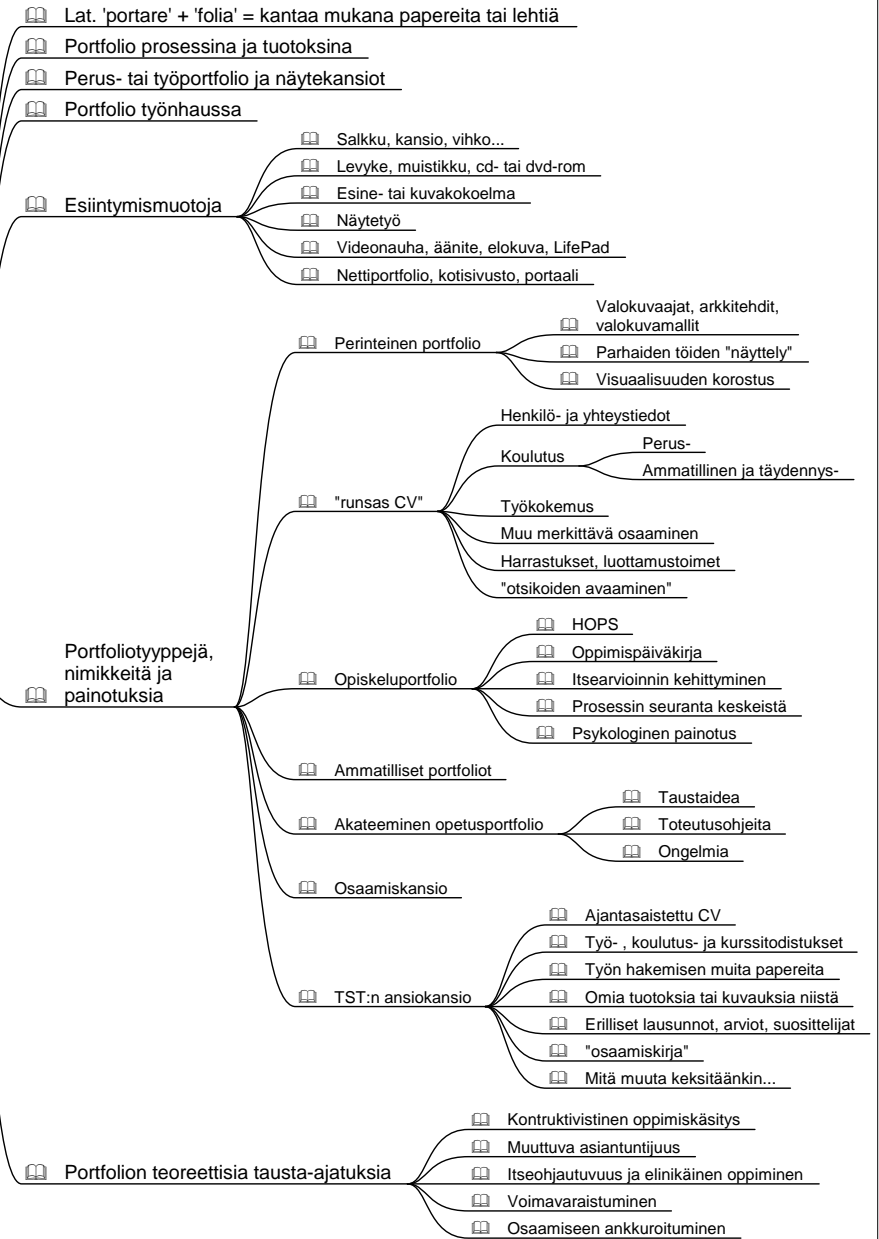 Lat. 'portare' + 'folia' = kantaa mukana papereita tai lehtiä
Portfolio prosessina ja tuotoksina
Perus- tai työportfolio ja näytekansiot
Portfolio työnhaussa
Esiintymismuotoja
Salkku, kansio, vihko...
Levyke, muistikku, cd- tai dvd-rom
Esine- tai kuvakokoelma
Näytetyö
Videonauha, äänite, elokuva, LifePad
Nettiportfolio, kotisivusto, portaali
Portfoliotyyppejä,
nimikkeitä ja
painotuksia
Perinteinen portfolio
Valokuvaajat, arkkitehdit,
valokuvamallit
Parhaiden töiden "näyttely"
Visuaalisuuden korostus
"runsas CV"
Henkilö- ja yhteystiedot
Koulutus
Perus-
Ammatillinen ja täydennys-
Työkokemus
Muu merkittävä osaaminen
Harrastukset, luottamustoimet
"otsikoiden avaaminen"
Opiskeluportfolio
HOPS
Oppimispäiväkirja
Itsearvioinnin kehittyminen
Prosessin seuranta keskeistä
Psykologinen painotus
Ammatilliset portfoliot
Akateeminen opetusportfolio
Taustaidea
Toteutusohjeita
Ongelmia
Osaamiskansio
TST:n ansiokansio
Ajantasaistettu CV
Työ- , koulutus- ja kurssitodistukset
Työn hakemisen muita papereita
Omia tuotoksia tai kuvauksia niistä
Erilliset lausunnot, arviot, suosittelijat
"osaamiskirja"
Mitä muuta keksitäänkin...
Portfolion teoreettisia tausta-ajatuksia
Kontruktivistinen oppimiskäsitys
Muuttuva asiantuntijuus
Itseohjautuvuus ja elinikäinen oppiminen
Voimavaraistuminen
Osaamiseen ankkuroituminen